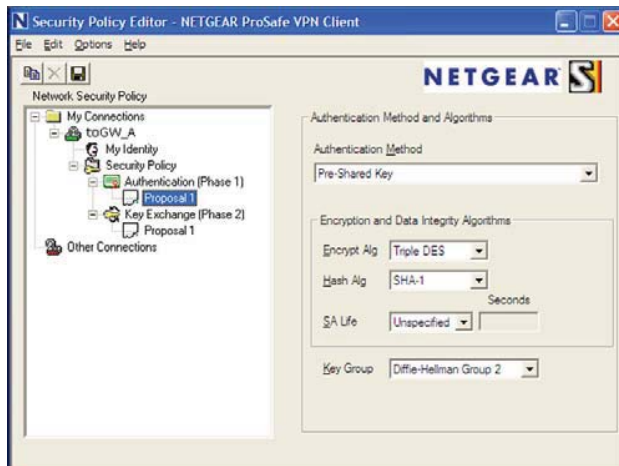 Security Policy Editor - NETGEAR ProSafe VPN Client
File Edit Options Help
NETGEAR
Network Security Policy
My Connections
toGW_A
My Identity
Security Policy
Authentication (Phase 1)
Proposal 1
Key Exchange (Phase 2)
Proposal 1
Other Connections
Authentication Method and Algorithms
Authentication Method
Pre-Shared Key
Encryption and Data Integrity Algorithms
Encrypt Alg Triple DES
Hash Alg SHA-1
Seconds
SA Life Unspecified
Key Group Diffie-Hellman Group 2